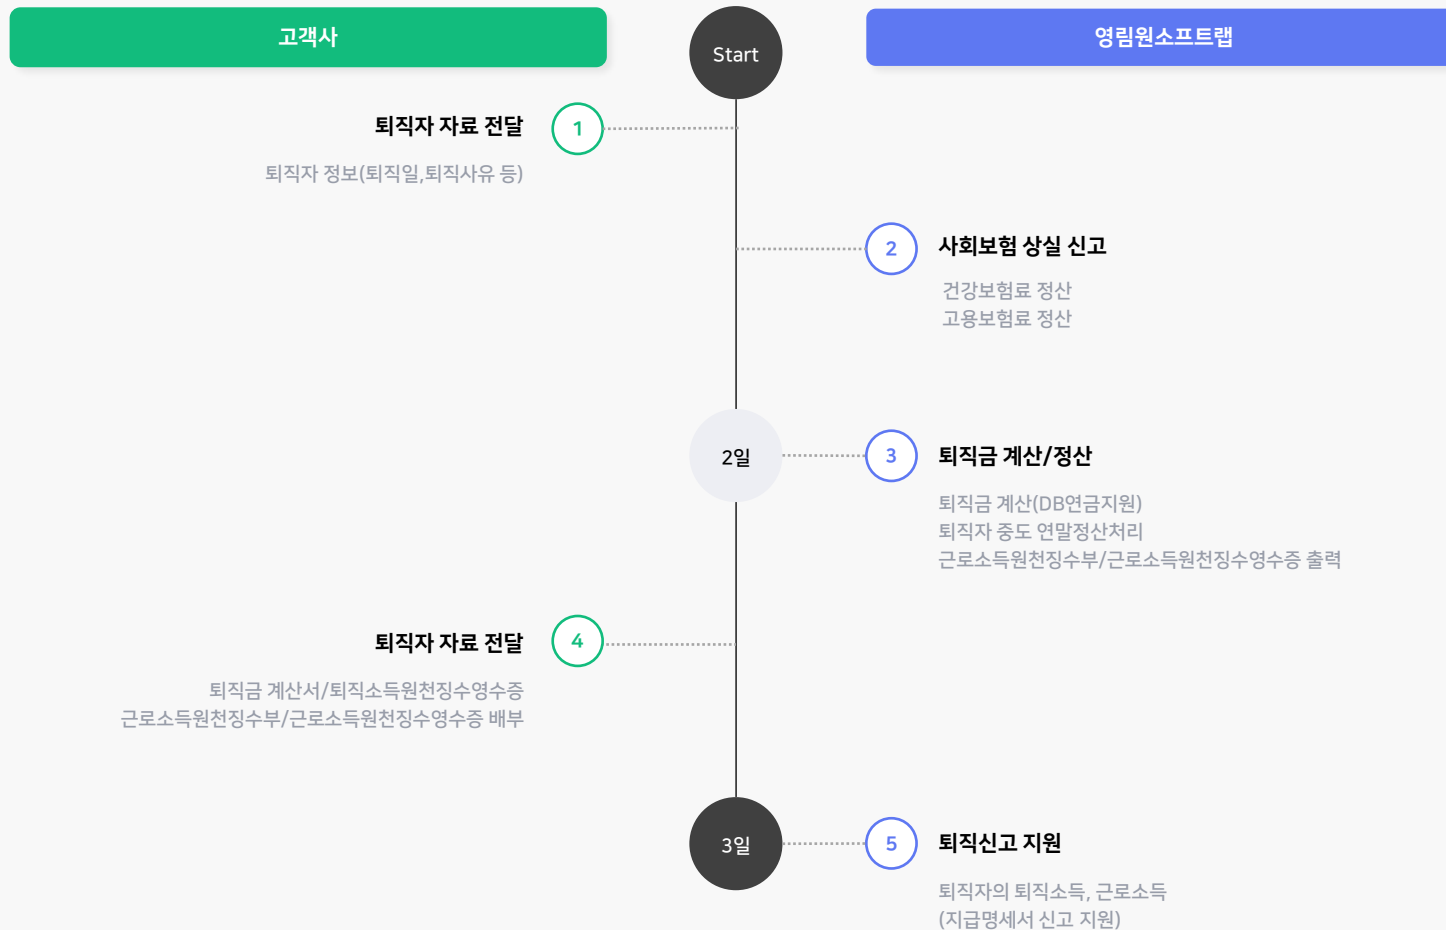 고객사
Start
영림원소프트랩
퇴직자 자료 전달
1
퇴직자 정보(퇴직일,퇴직사유 등)
2
사회보험 상실 신고
건강보험료 정산
고용보험료 정산
2일
3
퇴직금 계산/정산
퇴직금 계산(DB연금지원)
퇴직자 중도 연말정산처리
근로소득원천징수부/근로소득원천징수영수증 출력
퇴직자 자료 전달
4
퇴직금 계산서/퇴직소득원천징수영수증
근로소득원천징수부/근로소득원천징수영수증 배부
3일
5
퇴직신고 지원
퇴직자의 퇴직소득, 근로소득
(지급명세서 신고 지원)